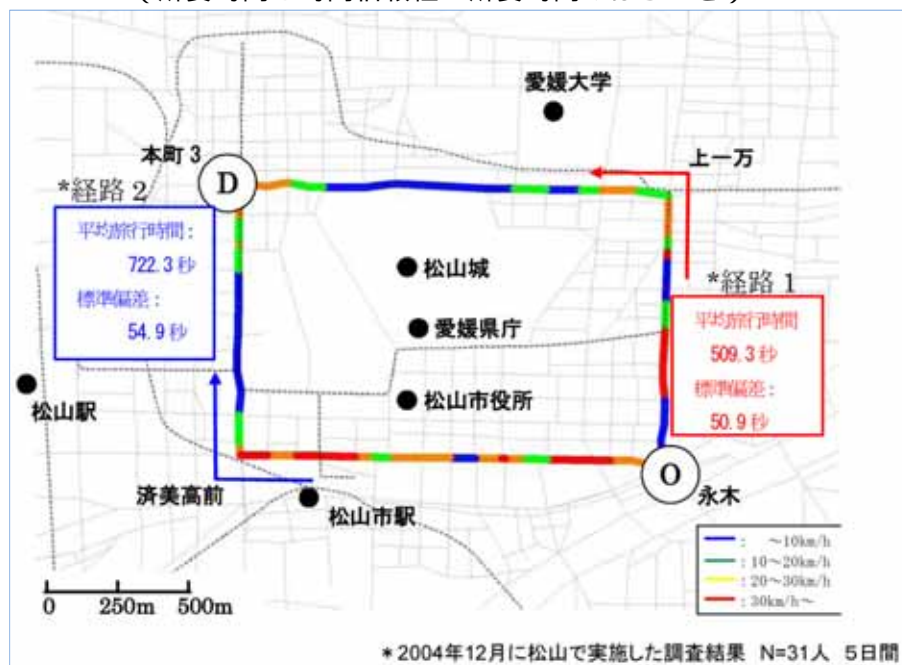 愛媛大学
本町 3
上一万
D
*経路 2
平均旅行時間：
722.3 秒
標準偏差：
54.9 秒
松山城
*経路 1
平均旅行時間
509.3 秒
標準偏差：
50.9 秒
愛媛県庁
松山駅
松山市役所
済美高前
松山市駅
O
永木
： ～10km/h
：10～20km/h
：20～30km/h
：30km/h～
0 250m 500m
＊2004年12月に松山で実施した調査結果 N=31人 5日間